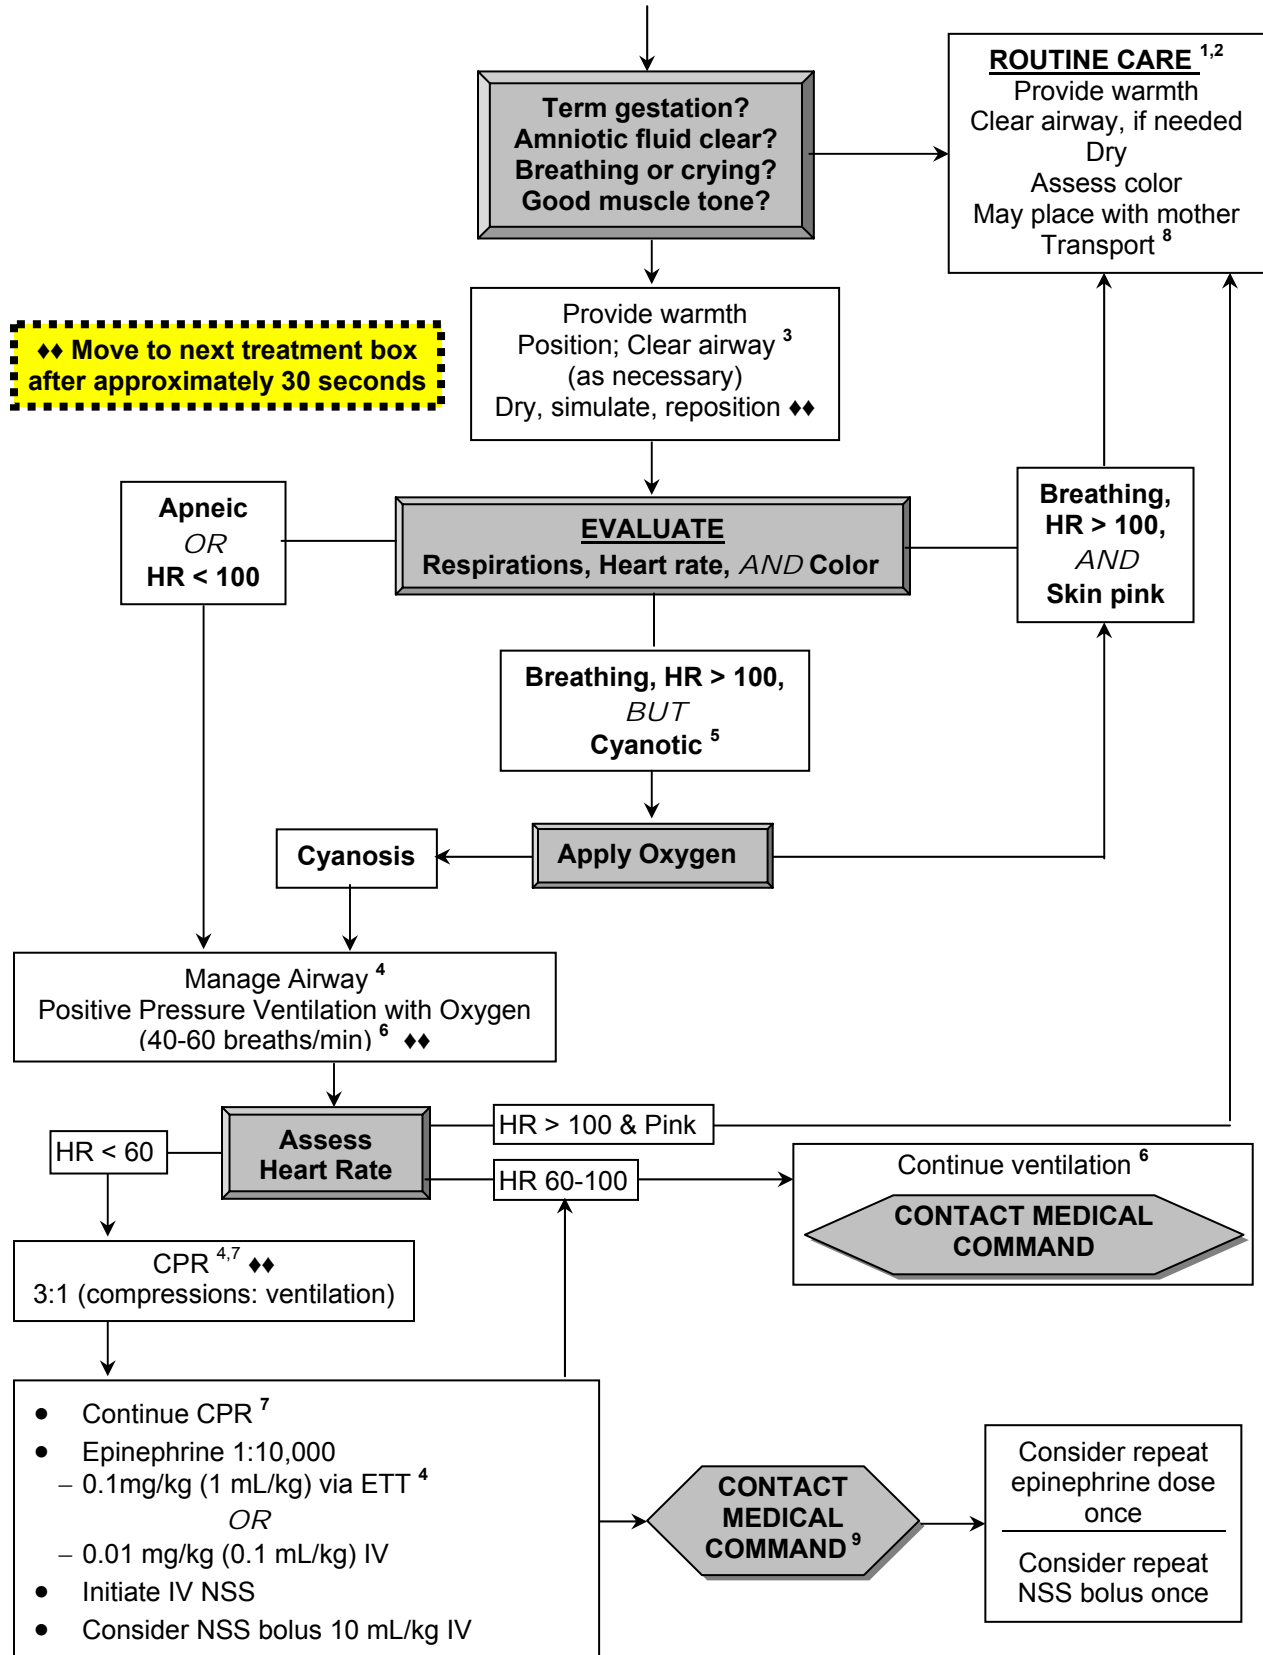 Term gestation?
Amniotic fluid clear?
Breathing or crying?
Good muscle tone?
ROUTINE CARE 1,2
Provide warmth
Clear airway, if needed
Dry
Assess color
May place with mother
Transport 8
♦♦ Move to next treatment box
after approximately 30 seconds
Provide warmth
Position; Clear airway 3
(as necessary)
Dry, simulate, reposition ♦♦
Apneic
OR
HR < 100
EVALUATE
Respirations, Heart rate, AND Color
Breathing,
HR > 100,
AND
Skin pink
Breathing, HR > 100,
BUT
Cyanotic 5
Cyanosis
Apply Oxygen
Manage Airway 4
Positive Pressure Ventilation with Oxygen
(40-60 breaths/min) 6 ♦♦
Assess
Heart Rate
HR < 60
HR > 100 & Pink
HR 60-100
Continue ventilation 6
CONTACT MEDICAL
COMMAND
CPR 4,7 ♦♦
3:1 (compressions: ventilation)
• Continue CPR 7
• Epinephrine 1:10,000
– 0.1mg/kg (1 mL/kg) via ETT 4
OR
– 0.01 mg/kg (0.1 mL/kg) IV
• Initiate IV NSS
• Consider NSS bolus 10 mL/kg IV
CONTACT
MEDICAL
COMMAND 9
Consider repeat
epinephrine dose
once
Consider repeat
NSS bolus once